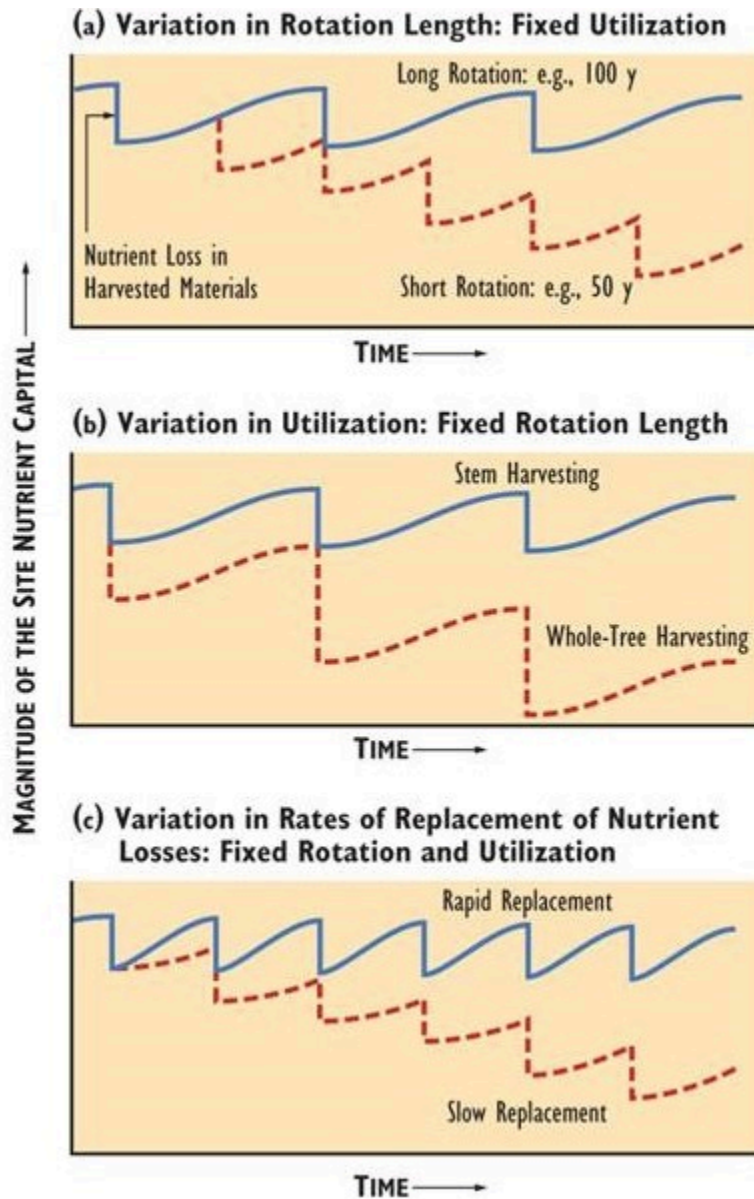 (a) Variation in Rotation Length: Fixed Utilization
Long Rotation: e.g., 100 y
Nutrient Loss in
Harvested Materials
Short Rotation: e.g., 50 y
TIME
MAGNITUDE OF THE SITE NUTRIENT CAPITAL
(b) Variation in Utilization: Fixed Rotation Length
Stem Harvesting
Whole-Tree Harvesting
TIME
(c) Variation in Rates of Replacement of Nutrient
Losses: Fixed Rotation and Utilization
Rapid Replacement
Slow Replacement
TIME